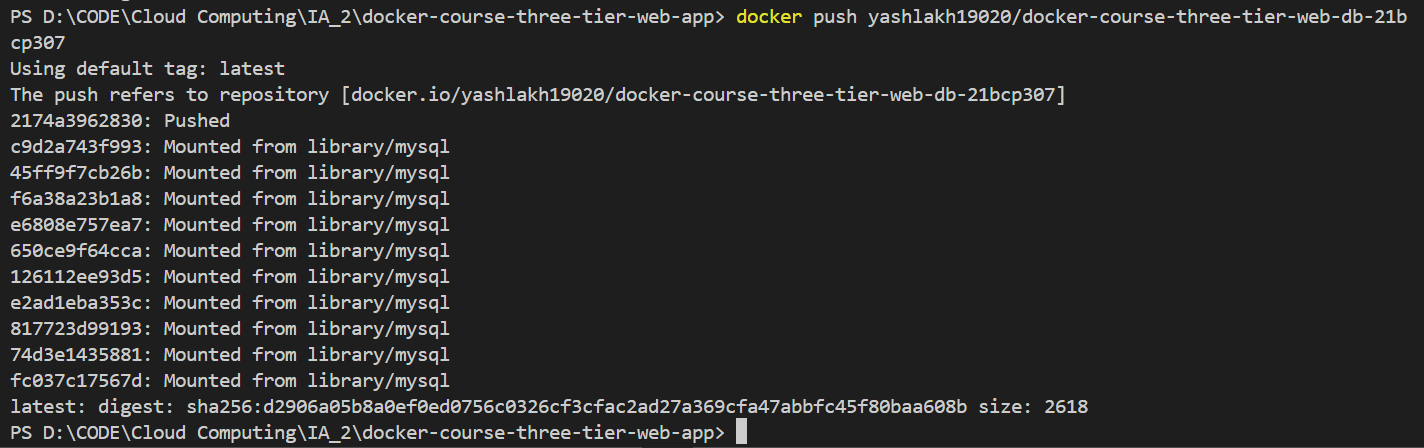 PS D:\CODE\Cloud Computing\IA_2\docker-course-three-tier-web-app> docker push yashlakh19020/docker-course-three-tier-web-db-21b
cp307
Using default tag: latest
The push refers to repository [docker.io/yashlakh19020/docker-course-three-tier-web-db-21bcp307]
2174a3962830: Pushed
c9d2a743f993: Mounted from library/mysql
45ff9f7cb26b: Mounted from library/mysql
f6a38a23b1a8: Mounted from library/mysql
e6808e757ea7: Mounted from library/mysql
650ce9f64cca: Mounted from library/mysql
126112ee93d5: Mounted from library/mysql
e2ad1eba353c: Mounted from library/mysql
817723d99193: Mounted from library/mysql
74d3e1435881: Mounted from library/mysql
fc037c17567d: Mounted from library/mysql
latest: digest: sha256:d2906a05b8a0ef0ed0756c0326cf3cfac2ad27a369cfa47abbfc45f80baa608b size: 2618
PS D:\CODE\Cloud Computing\IA_2\docker-course-three-tier-web-app>